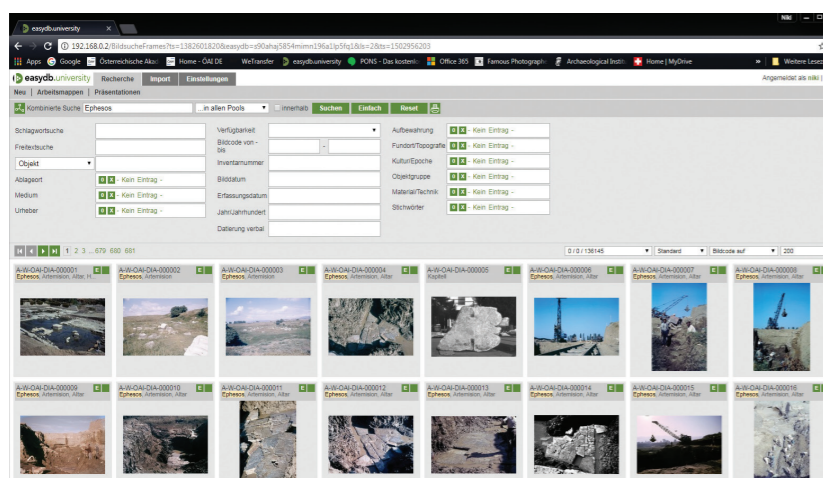 Niki
easydb.university
192.168.0.2/BildsucheFrames?ts=1382601820&easydb=s90ahaj5854mimn196a1lp5fq1&ls=2&ts=1502956203
Apps Google Österreichische Akad Home - ÖAI DE WeTransfer easydb.university PONS - Das kostenlo Office 365 Famous Photograph Archaeological Instit Home | MyDrive » Weitere Lesez
easydb.university Recherche Import Einstellungen Angemeldet als niki |
Neu | Arbeitsmappen | Präsentationen
Kombinierte Suche Ephesos ...in allen Pools innerhalb Suchen Einfach Reset
Schlagwortsuche Verfügbarkeit Aufbewahrung - Kein Eintrag -
Freitextsuche Bildcode von - bis - Fundort/Topografie - Kein Eintrag -
Objekt Inventarnummer Kultur/Epoche - Kein Eintrag -
Ablageort - Kein Eintrag - Bilddatum Objektgruppe - Kein Eintrag -
Medium - Kein Eintrag - Erfassungsdatum Material/Technik - Kein Eintrag -
Urheber - Kein Eintrag - Jahr/Jahrhundert Stichwörter - Kein Eintrag -
Datierung verbal
1 2 3 ...679 680 681 0 / 0 / 136145 Standard Bildcode auf 200
A-W-OAI-DIA-000001 E A-W-OAI-DIA-000002 E A-W-OAI-DIA-000003 E A-W-OAI-DIA-000004 E A-W-OAI-DIA-000005 E A-W-OAI-DIA-000006 E A-W-OAI-DIA-000007 E A-W-OAI-DIA-000008 E
Ephesos, Artemision, Altar, H... Ephesos, Artemision Ephesos, Artemision Ephesos, Artemision, Altar Kapitell Ephesos, Artemision, Altar Ephesos, Artemision, Altar Ephesos, Artemision, Altar
A-W-OAI-DIA-000009 E A-W-OAI-DIA-000010 E A-W-OAI-DIA-000011 E A-W-OAI-DIA-000012 E A-W-OAI-DIA-000013 E A-W-OAI-DIA-000014 E A-W-OAI-DIA-000015 E A-W-OAI-DIA-000016 E
Ephesos, Artemision, Altar Ephesos, Artemision, Altar Ephesos, Artemision, Altar Ephesos, Artemision, Altar Ephesos, Artemision, Altar Ephesos, Artemision, Altar Ephesos, Artemision, Altar Ephesos, Artemision, Altar